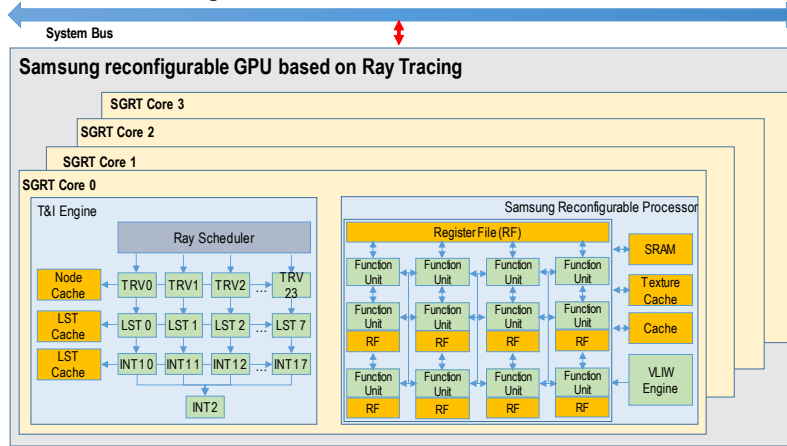 System Bus
Samsung reconfigurable GPU based on Ray Tracing
SGRT Core 3
SGRT Core 2
SGRT Core 1
SGRT Core 0
T&I Engine
Ray Scheduler
Node
Cache
TRV0
TRV1
TRV2
...
TRV
23
LST
Cache
LST 0
LST 1
LST 2
...
LST 7
LST
Cache
INT10
INT11
INT12
...
INT17
INT2
Samsung Reconfigurable Processor
Register File (RF)
Function
Unit
Function
Unit
Function
Unit
Function
Unit
Function
Unit
RF
Function
Unit
RF
Function
Unit
RF
Function
Unit
RF
Function
Unit
RF
Function
Unit
RF
Function
Unit
RF
Function
Unit
RF
SRAM
Texture
Cache
Cache
VLIW
Engine